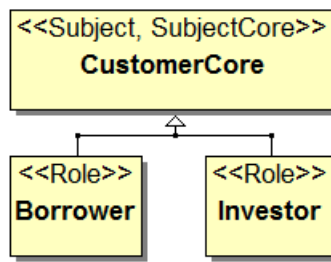 <<Subject, SubjectCore>>
CustomerCore
<<Role>>
Borrower
<<Role>>
Investor